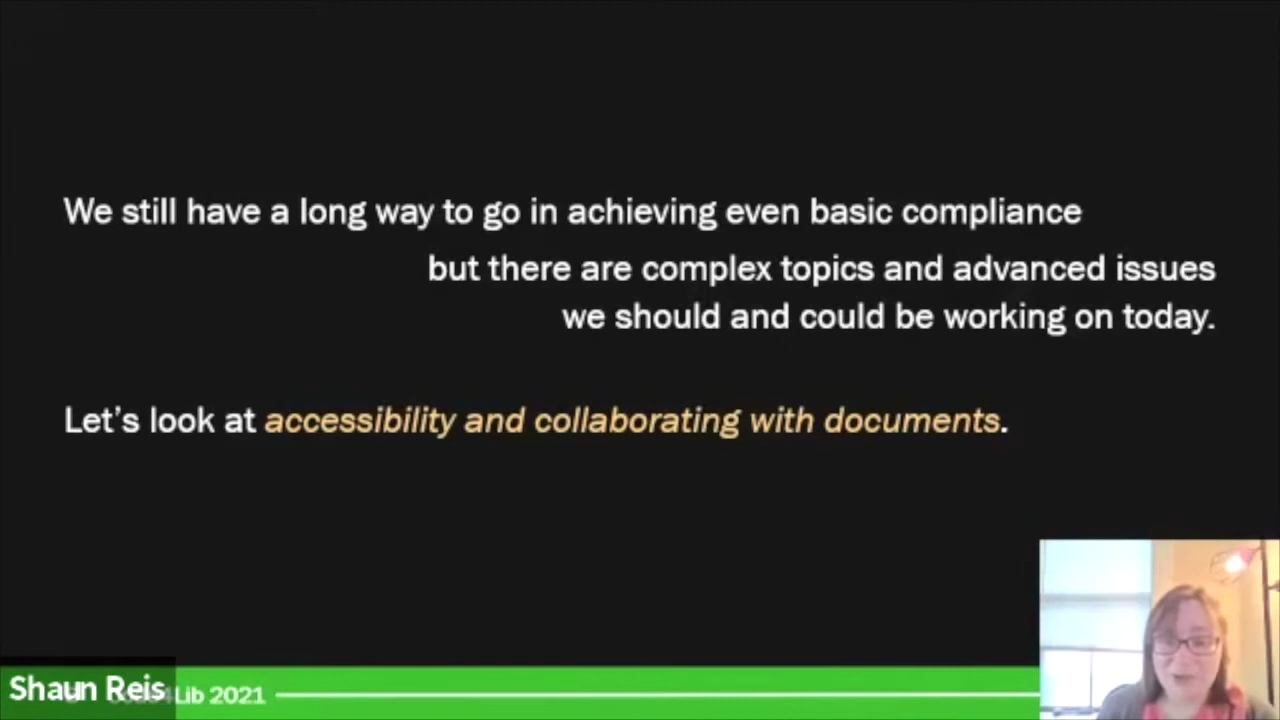 We still have a long way to go in achieving even basic compliance
but there are complex topics and advanced issues
we should and could be working on today.
Let's look at accessibility and collaborating with documents.
Shaun Reis
4Lib 2021